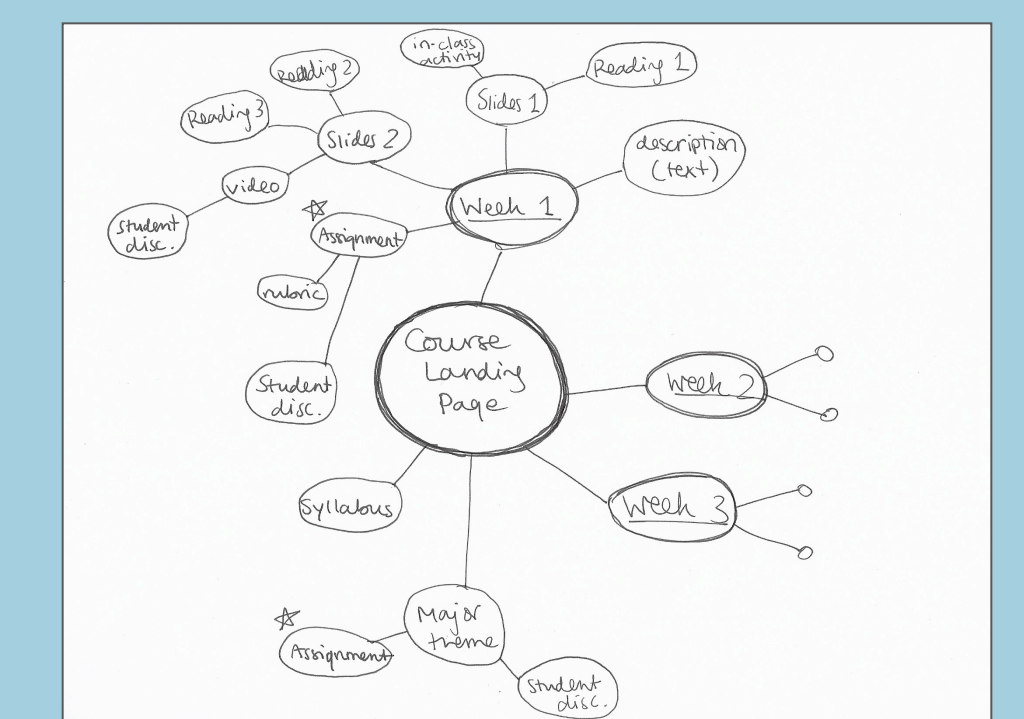 in-class
activity
Reading 1
Reading 2
Slides 1
Reading 3
Slides 2
description
(text)
video
Week 1
Student
disc.
Assignment
rubric
Course
Landing
Page
Student
disc.
Week 2
Syllabus
Week 3
Major
theme
Assignment
Student
disc.